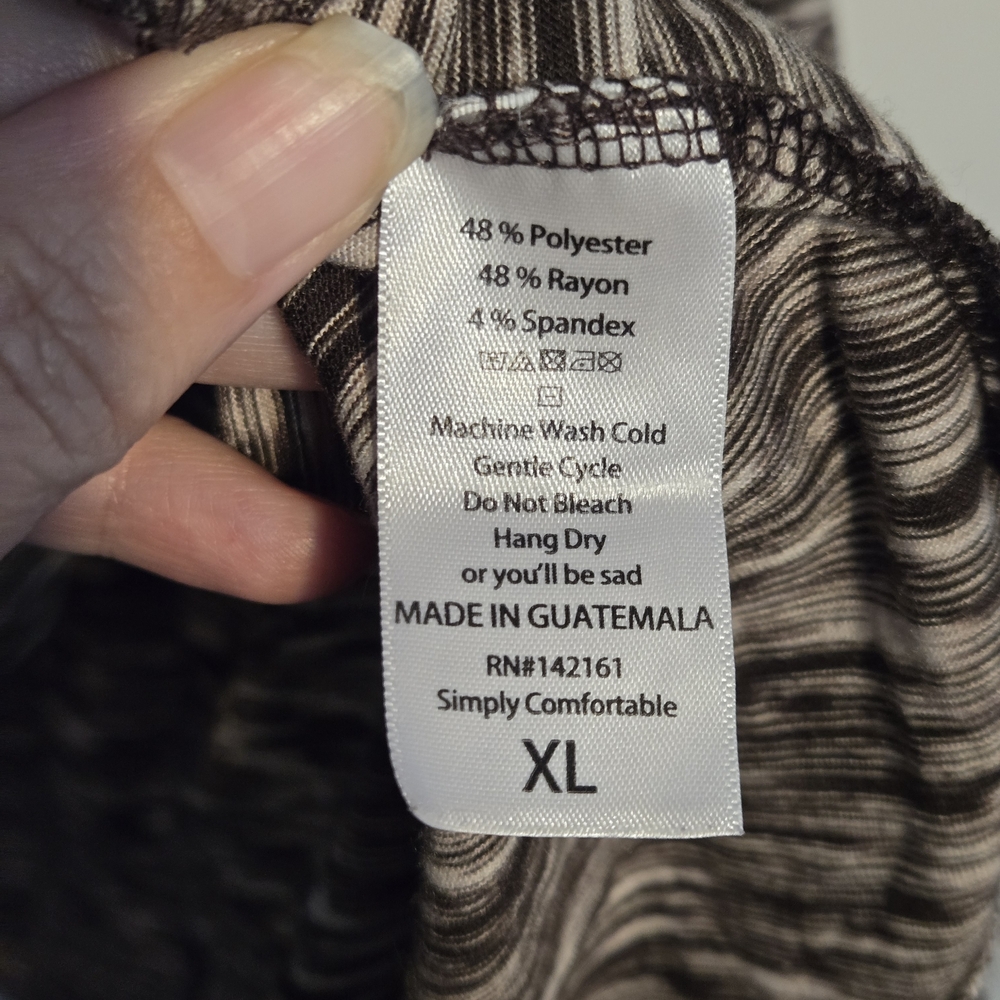 48 % Polyester
48 % Rayon
4 % Spandex
Machine Wash Cold
Gentle Cycle
Do Not Bleach
Hang Dry
or you'll be sad
MADE IN GUATEMALA
RN#142161
Simply Comfortable
XL